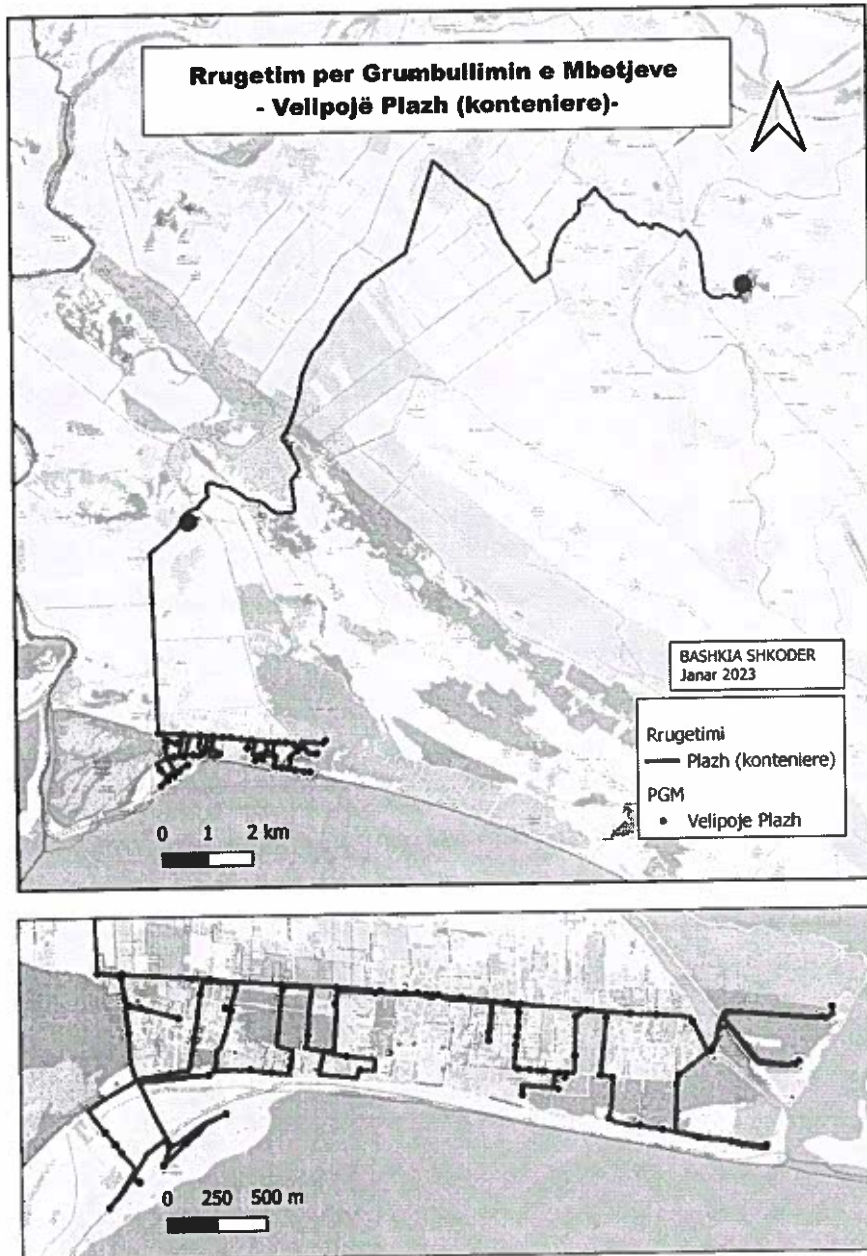 Rrugetim per Grumbullimin e Mbetjeve
- Velipojë Plazh (konteniere)-
BASHKIA SHKODER
Janar 2023
Rrugetimi
Plazh (konteniere)
PGM
Velipoje Plazh
0 1 2 km
0 250 500 m